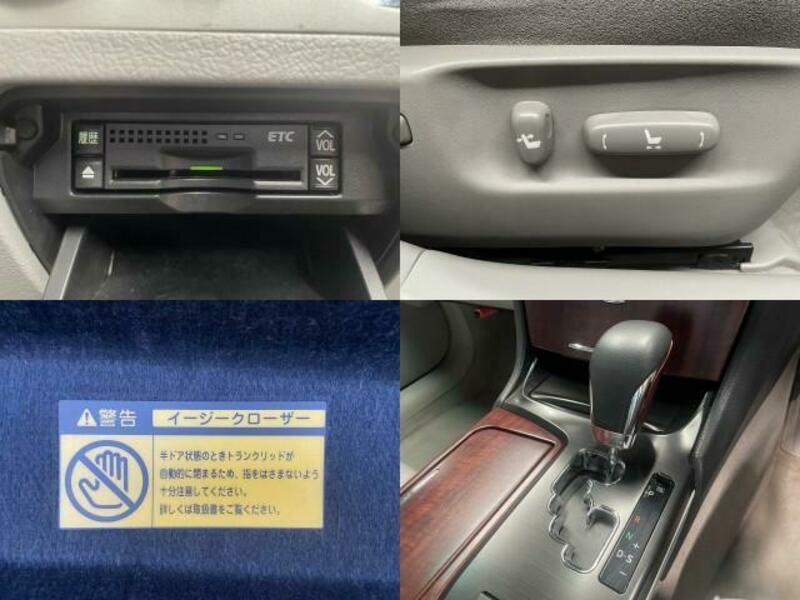 履歴
ETC
VOL
VOL
警告
イージークローザー
半ドア状態のときトランクリッドが
自動的に閉まるため、指をはさまないよう
十分注意してください。
詳しくは取扱書をご覧ください。
P
R
N
+
D-S
−